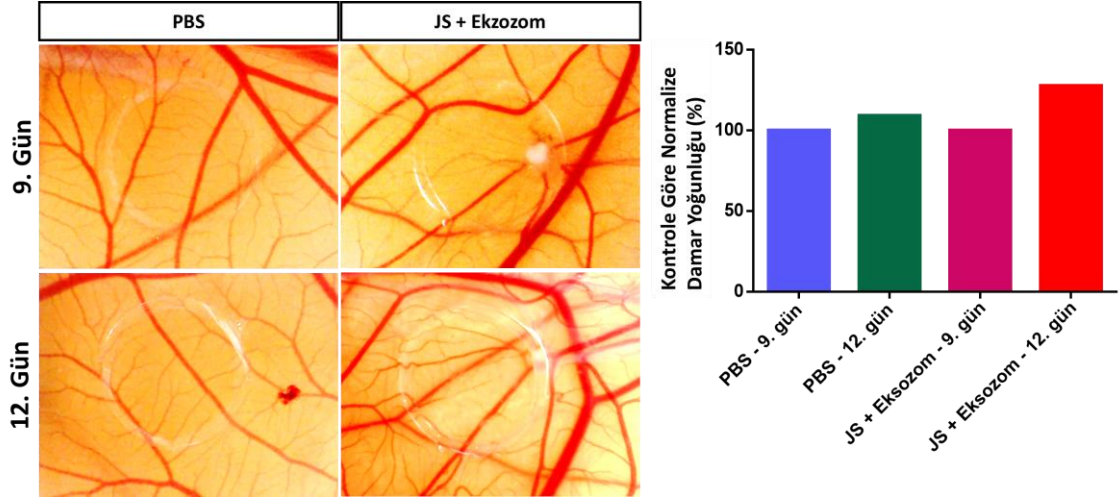 PBS
JS + Ekzozom
9. Gün
12. Gün
Kontrole Göre Normalize
Damar Yoğunluğu (%)
150
100
50
0
PBS - 9. gün
PBS - 12. gün
JS + Eksozom - 9. gün
JS + Eksozom - 12. gün